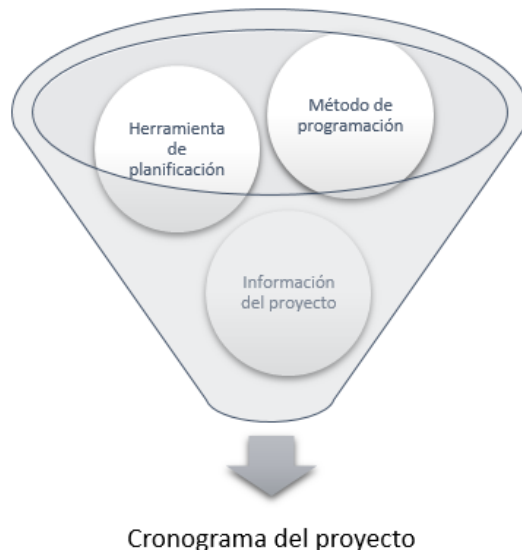 Herramienta
de
planificación
Método de
programación
Información
del proyecto
Cronograma del proyecto